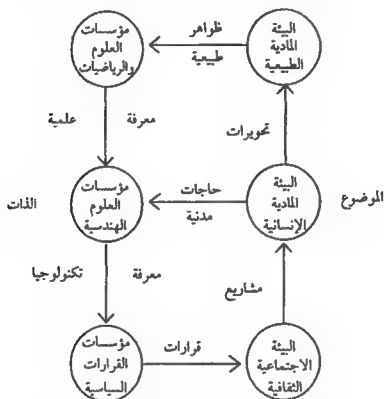 البيئة
المادية
الطبيعية
ظواهر
طبيعية
مؤسسات
العلوم
والرياضيات
تحويرات
معرفة علمية
الموضوع
البيئة
المادية
الإنسانية
حاجات
مدنية
مؤسسات
العلوم
الهندسية
الذات
مشاريع
معرفة تكنولوجيا
البيئة
الاجتماعية
الثقافية
قرارات
مؤسسات
القرارات
السياسية